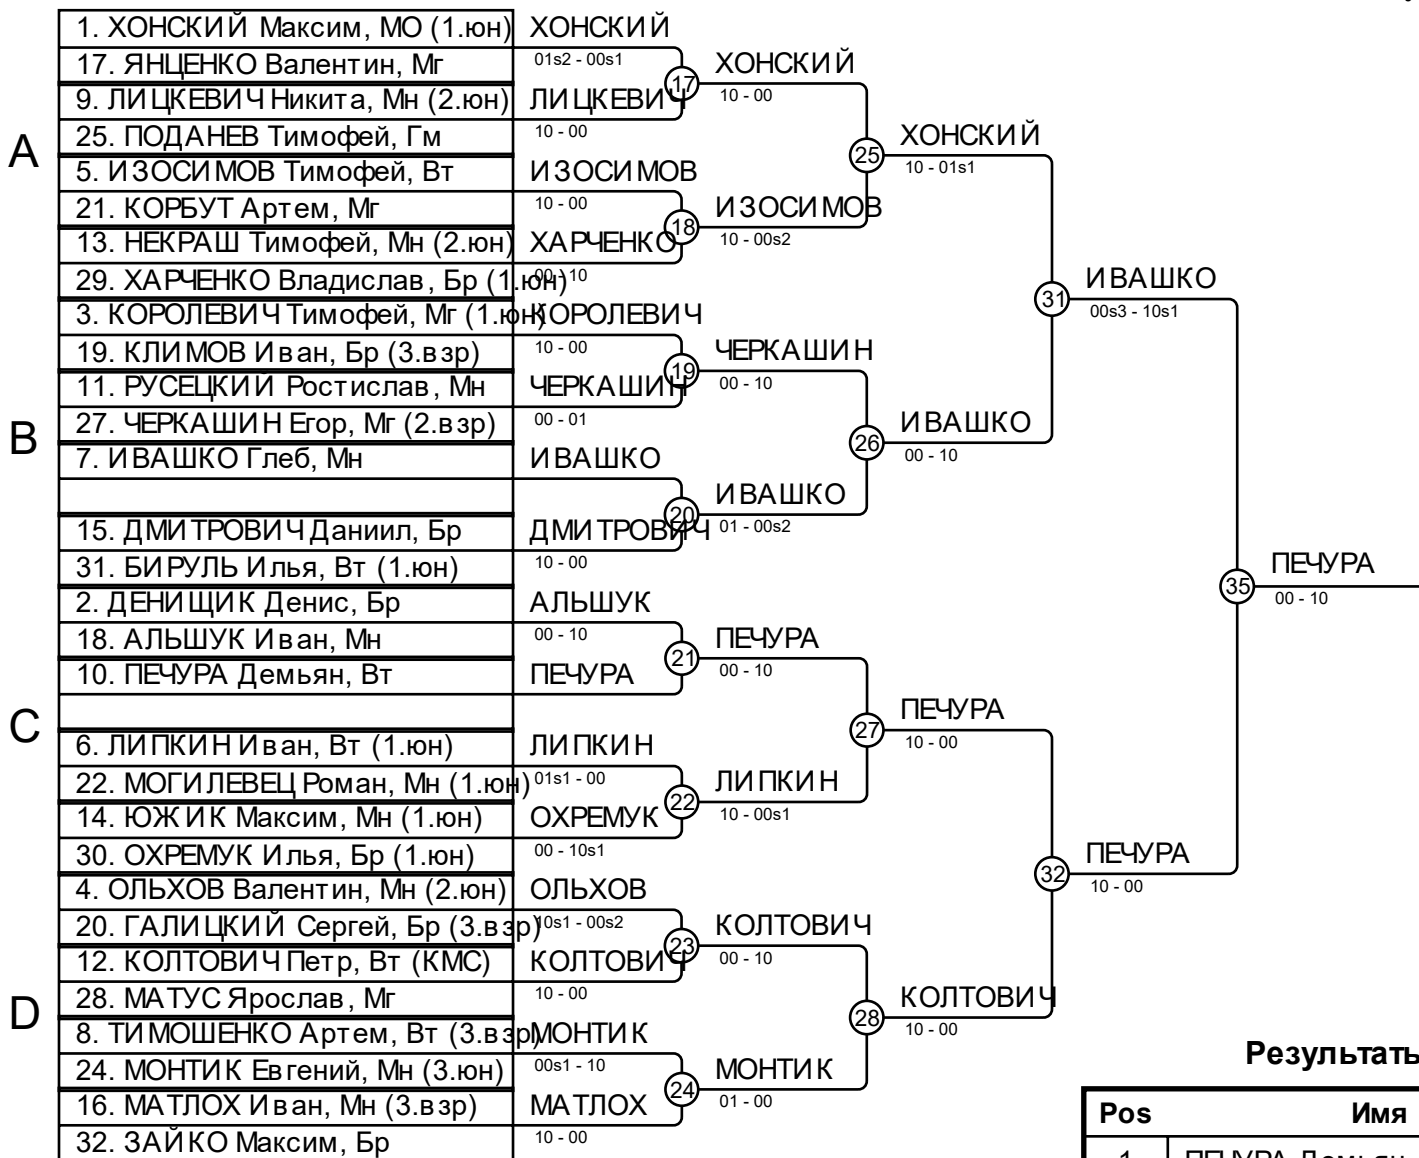 1. ХОНСКИЙ Максим, МО (1.юн)
17. ЯНЦЕНКО Валентин, Мг
9. ЛИЦКЕВИЧ Никита, Мн (2.юн)
25. ПОДАНЕВ Тимофей, Гм
5. ИЗОСИМОВ Тимофей, Вт
21. КОРБУТ Артем, Мг
13. НЕКРАШ Тимофей, Мн (2.юн)
29. ХАРЧЕНКО Владислав, Бр (1.юн)
A
3. КОРОЛЕВИЧ Тимофей, Мг (1.юн)
19. КЛИМОВ Иван, Бр (3.взр)
11. РУСЕЦКИЙ Ростислав, Мн
27. ЧЕРКАШИН Егор, Мг (2.взр)
7. ИВАШКО Глеб, Мн
15. ДМИТРОВИЧ Даниил, Бр
31. БИРУЛЬ Илья, Вт (1.юн)
B
2. ДЕНИЩИК Денис, Бр
18. АЛЬШУК Иван, Мн
10. ПЕЧУРА Демьян, Вт
6. ЛИПКИН Иван, Вт (1.юн)
22. МОГИЛЕВЕЦ Роман, Мн (1.юн)
14. ЮЖИК Максим, Мн (1.юн)
30. ОХРЕМУК Илья, Бр (1.юн)
C
4. ОЛЬХОВ Валентин, Мн (2.юн)
20. ГАЛИЦКИЙ Сергей, Бр (3.взр)
12. КОЛТОВИЧ Петр, Вт (КМС)
28. МАТУС Ярослав, Мг
8. ТИМОШЕНКО Артем, Вт (3.взр)
24. МОНТИК Евгений, Мн (3.юн)
16. МАТЛОХ Иван, Мн (3.взр)
32. ЗАЙКО Максим, Бр
D
ХОНСКИЙ
01s2 - 00s1
ЛИЦКЕВИЧ
10 - 00
ИЗОСИМОВ
10 - 00
ХАРЧЕНКО
00 - 10
КОРОЛЕВИЧ
10 - 00
ЧЕРКАШИН
00 - 01
ИВАШКО
ДМИТРОВИЧ
10 - 00
АЛЬШУК
00 - 10
ПЕЧУРА
ЛИПКИН
01s1 - 00
ОХРЕМУК
00 - 10s1
ОЛЬХОВ
10s1 - 00s2
КОЛТОВИЧ
10 - 00
МОНТИК
00s1 - 10
МАТЛОХ
10 - 00
17
ХОНСКИЙ
10 - 00
18
ИЗОСИМОВ
10 - 00s2
19
ЧЕРКАШИН
00 - 10
20
ИВАШКО
01 - 00s2
21
ПЕЧУРА
00 - 10
22
ЛИПКИН
10 - 00s1
23
КОЛТОВИЧ
00 - 10
24
МОНТИК
01 - 00
25
ХОНСКИЙ
10 - 01s1
26
ИВАШКО
00 - 10
27
ПЕЧУРА
10 - 00
28
КОЛТОВИЧ
10 - 00
31
ИВАШКО
00s3 - 10s1
32
ПЕЧУРА
10 - 00
35
ПЕЧУРА
00 - 10
Результаты
Pos Имя
1 ПЕЧУРА Демьян